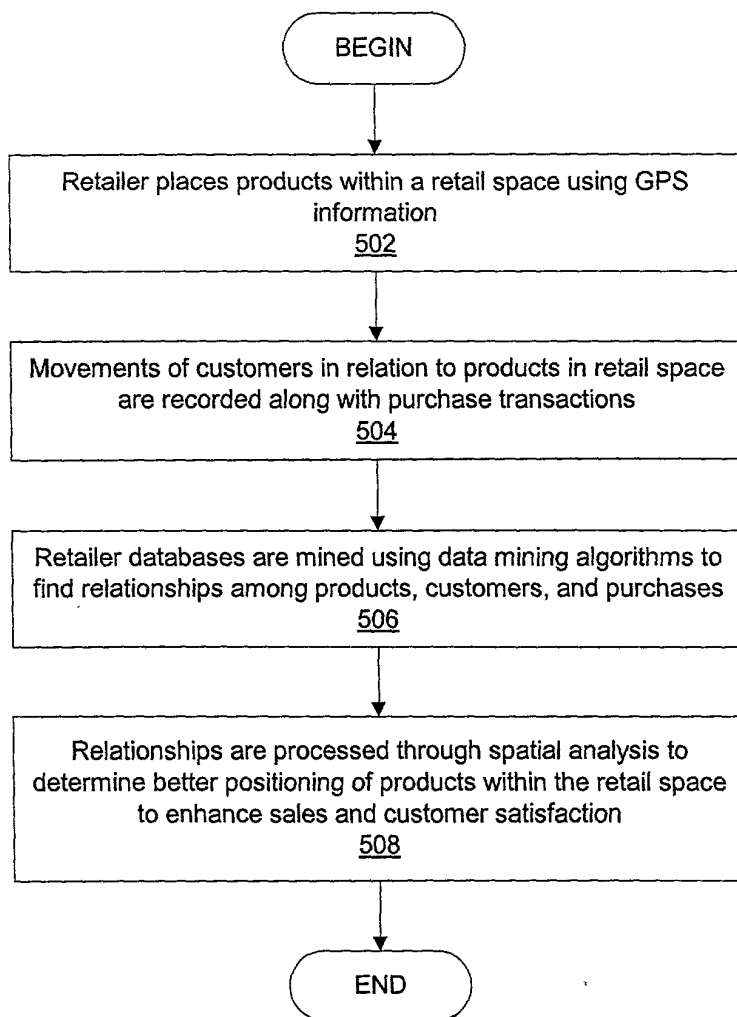 BEGIN
Retailer places products within a retail space using GPS
information
502
Movements of customers in relation to products in retail space
are recorded along with purchase transactions
504
Retailer databases are mined using data mining algorithms to
find relationships among products, customers, and purchases
506
Relationships are processed through spatial analysis to
determine better positioning of products within the retail space
to enhance sales and customer satisfaction
508
END